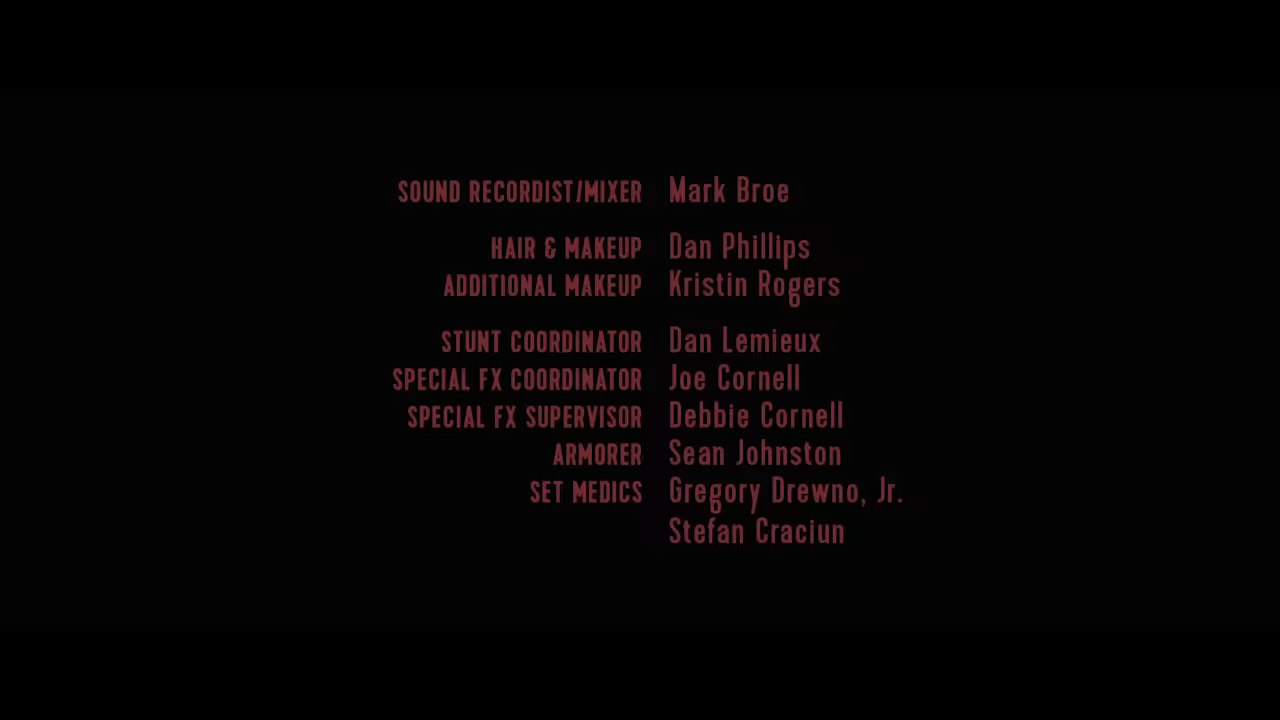 SOUND RECORDIST/MIXER Mark Broe
HAIR & MAKEUP Dan Phillips
ADDITIONAL MAKEUP Kristin Rogers
STUNT COORDINATOR Dan Lemieux
SPECIAL FX COORDINATOR Joe Cornell
SPECIAL FX SUPERVISOR Debbie Cornell
ARMORER Sean Johnston
SET MEDICS Gregory Drewno, Jr.
Stefan Craciun